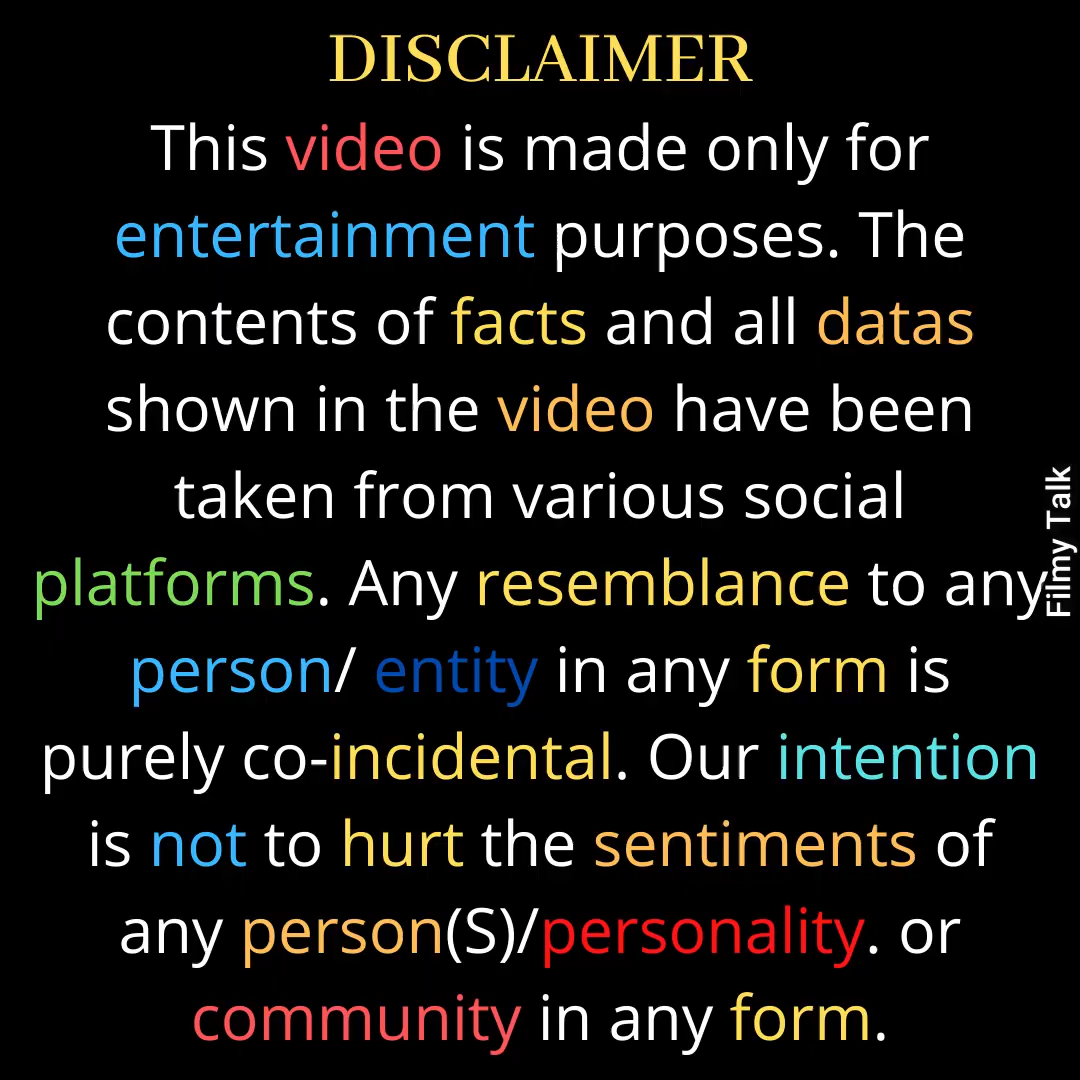 DISCLAIMER
This video is made only for
entertainment purposes. The
contents of facts and all datas
shown in the video have been
taken from various social
platforms. Any resemblance to any
person/ entity in any form is
purely co-incidental. Our intention
is not to hurt the sentiments of
any person(S)/personality. or
community in any form.
Filmy Talk